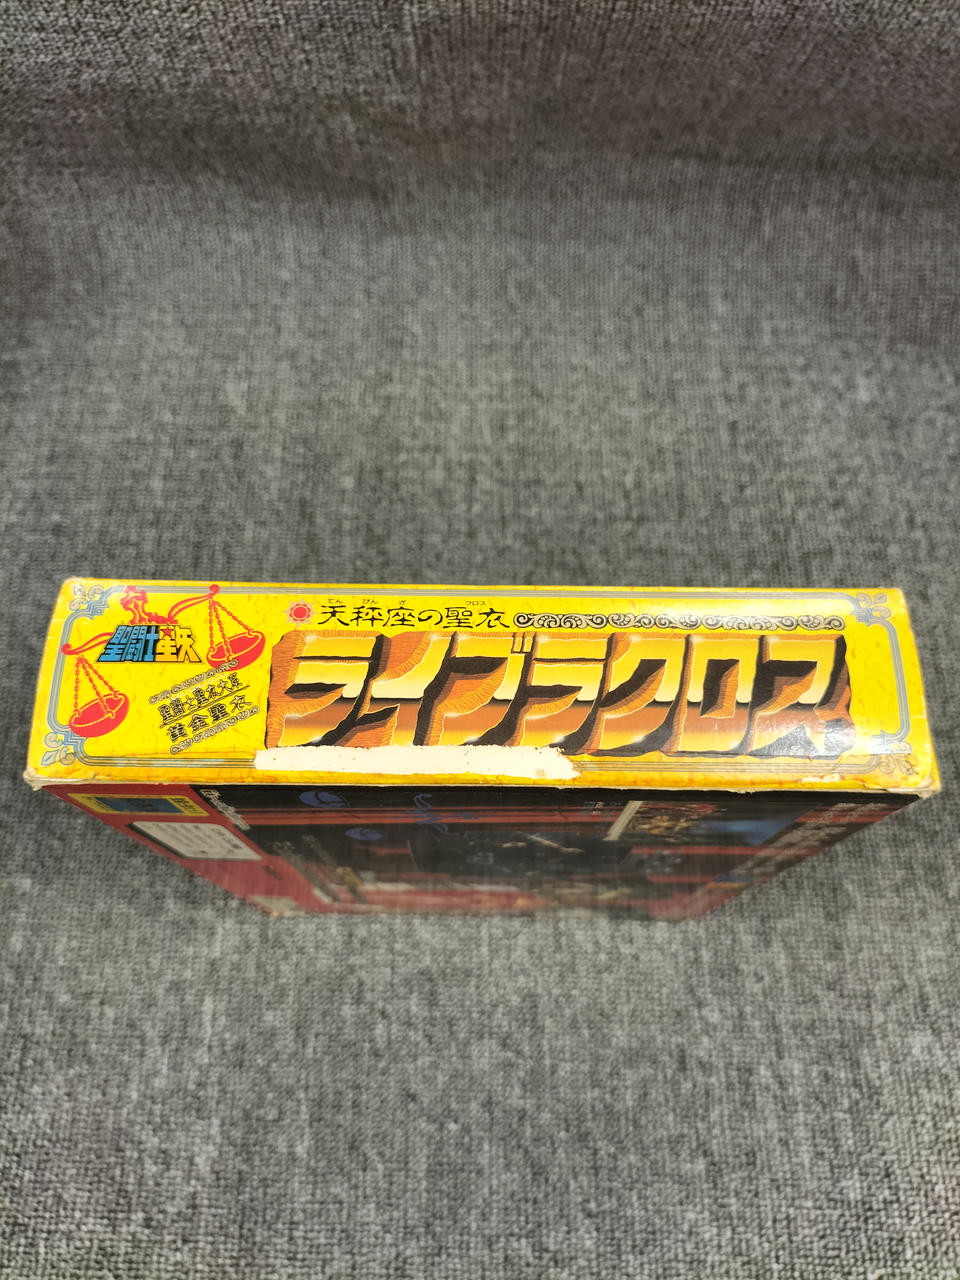 聖闘士星矢
聖闘士聖衣大系
黄金聖衣
てんびんざ クロス
天秤座の聖衣
ライブラクロス